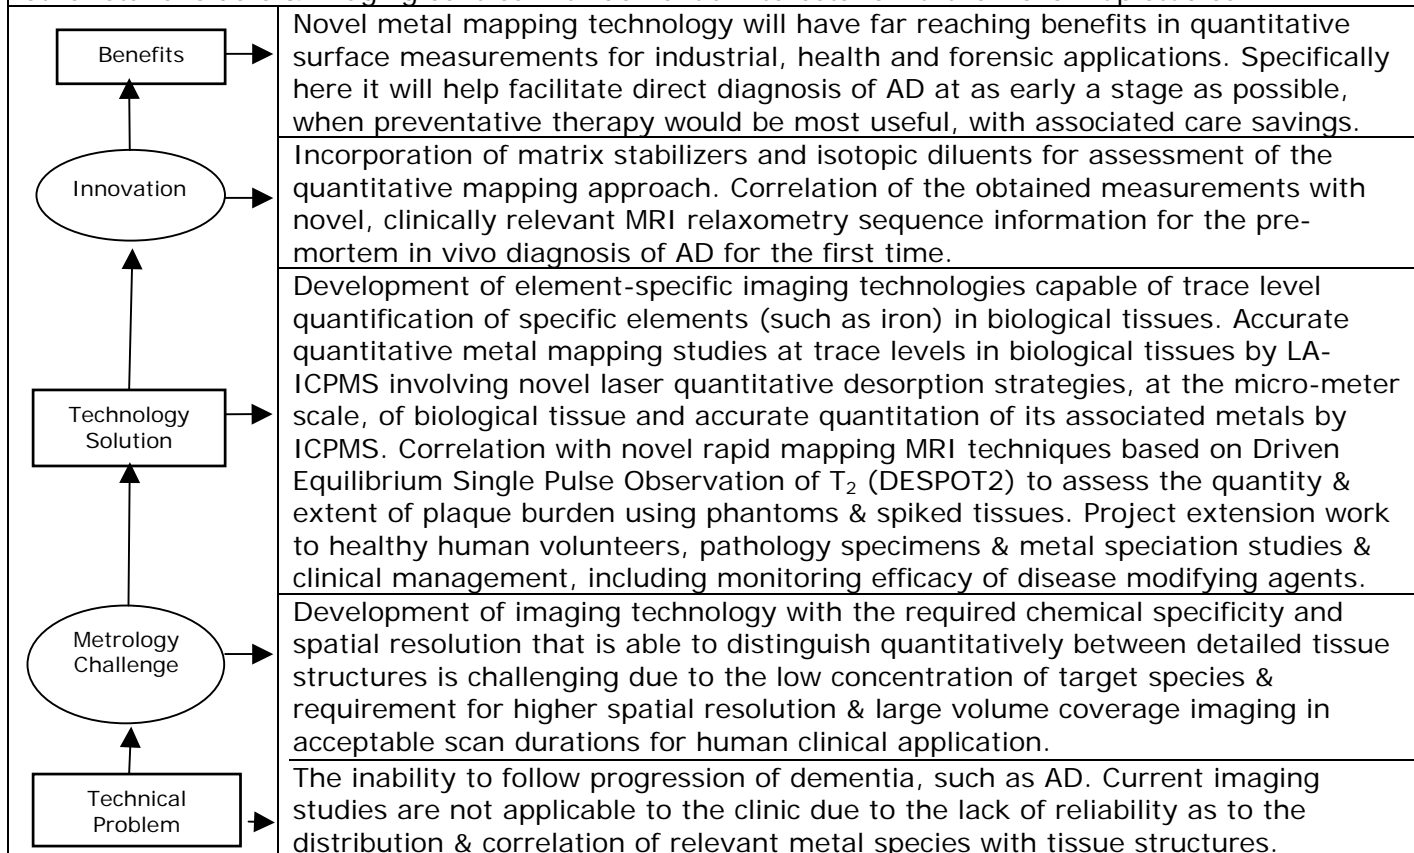 Benefits
Novel metal mapping technology will have far reaching benefits in quantitative
surface measurements for industrial, health and forensic applications. Specifically
here it will help facilitate direct diagnosis of AD at as early a stage as possible,
when preventative therapy would be most useful, with associated care savings.
Innovation
Incorporation of matrix stabilizers and isotopic diluents for assessment of the
quantitative mapping approach. Correlation of the obtained measurements with
novel, clinically relevant MRI relaxometry sequence information for the pre-
mortem in vivo diagnosis of AD for the first time.
Technology
Solution
Development of element-specific imaging technologies capable of trace level
quantification of specific elements (such as iron) in biological tissues. Accurate
quantitative metal mapping studies at trace levels in biological tissues by LA-
ICPMS involving novel laser quantitative desorption strategies, at the micro-meter
scale, of biological tissue and accurate quantitation of its associated metals by
ICPMS. Correlation with novel rapid mapping MRI techniques based on Driven
Equilibrium Single Pulse Observation of T₂ (DESPOT2) to assess the quantity &
extent of plaque burden using phantoms & spiked tissues. Project extension work
to healthy human volunteers, pathology specimens & metal speciation studies &
clinical management, including monitoring efficacy of disease modifying agents.
Metrology
Challenge
Development of imaging technology with the required chemical specificity and
spatial resolution that is able to distinguish quantitatively between detailed tissue
structures is challenging due to the low concentration of target species &
requirement for higher spatial resolution & large volume coverage imaging in
acceptable scan durations for human clinical application.
Technical
Problem
The inability to follow progression of dementia, such as AD. Current imaging
studies are not applicable to the clinic due to the lack of reliability as to the
distribution & correlation of relevant metal species with tissue structures.